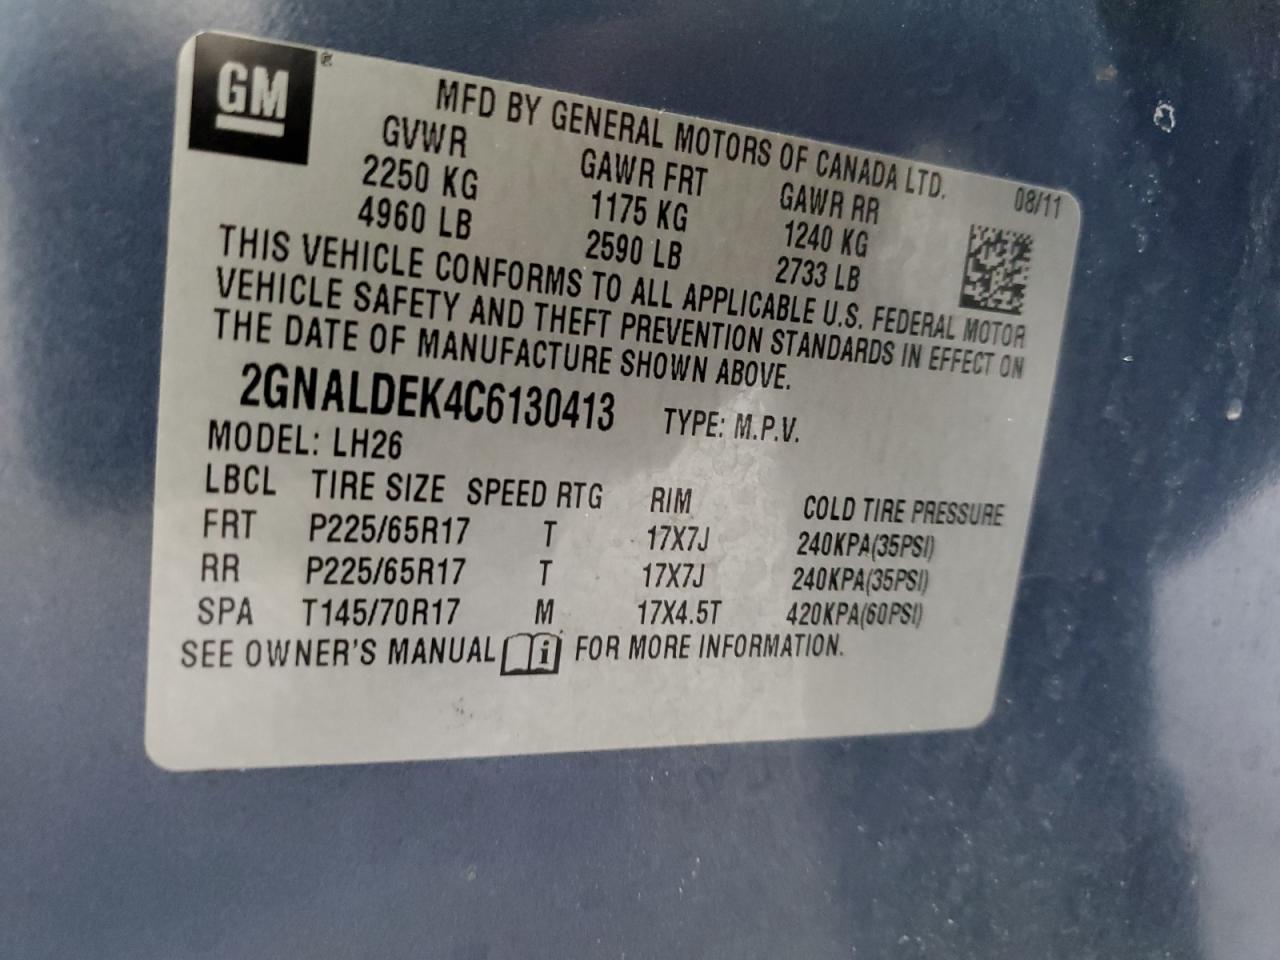 GM ®
MFD BY GENERAL MOTORS OF CANADA LTD. 08/11
GVWR GAWR FRT GAWR RR
2250 KG 1175 KG 1240 KG
4960 LB 2590 LB 2733 LB
THIS VEHICLE CONFORMS TO ALL APPLICABLE U.S. FEDERAL MOTOR
VEHICLE SAFETY AND THEFT PREVENTION STANDARDS IN EFFECT ON
THE DATE OF MANUFACTURE SHOWN ABOVE.
2GNALDEK4C6130413 TYPE: M.P.V.
MODEL: LH26
LBCL TIRE SIZE SPEED RTG RIM COLD TIRE PRESSURE
FRT P225/65R17 T 17X7J 240KPA(35PSI)
RR P225/65R17 T 17X7J 240KPA(35PSI)
SPA T145/70R17 M 17X4.5T 420KPA(60PSI)
SEE OWNER'S MANUAL i FOR MORE INFORMATION.